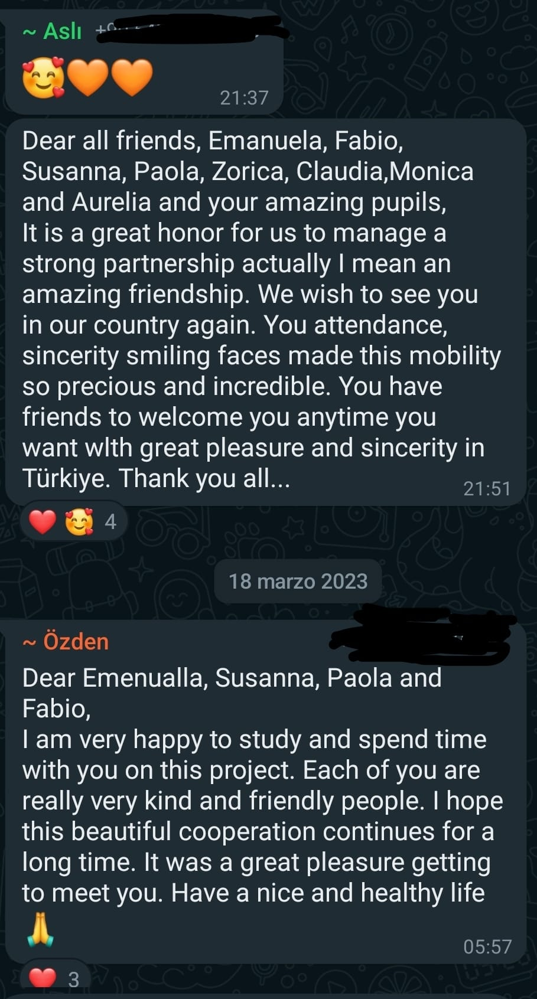 ~ Aslı
🥰🧡🧡
21:37
Dear all friends, Emanuela, Fabio,
Susanna, Paola, Zorica, Claudia,Monica
and Aurelia and your amazing pupils,
It is a great honor for us to manage a
strong partnership actually I mean an
amazing friendship. We wish to see you
in our country again. You attendance,
sincerity smiling faces made this mobility
so precious and incredible. You have
friends to welcome you anytime you
want wlth great pleasure and sincerity in
Türkiye. Thank you all...
21:51
❤️ 🥰 4
18 marzo 2023
~ Özden
Dear Emenualla, Susanna, Paola and
Fabio,
I am very happy to study and spend time
with you on this project. Each of you are
really very kind and friendly people. I hope
this beautiful cooperation continues for a
long time. It was a great pleasure getting
to meet you. Have a nice and healthy life
🙏
05:57
❤️ 3